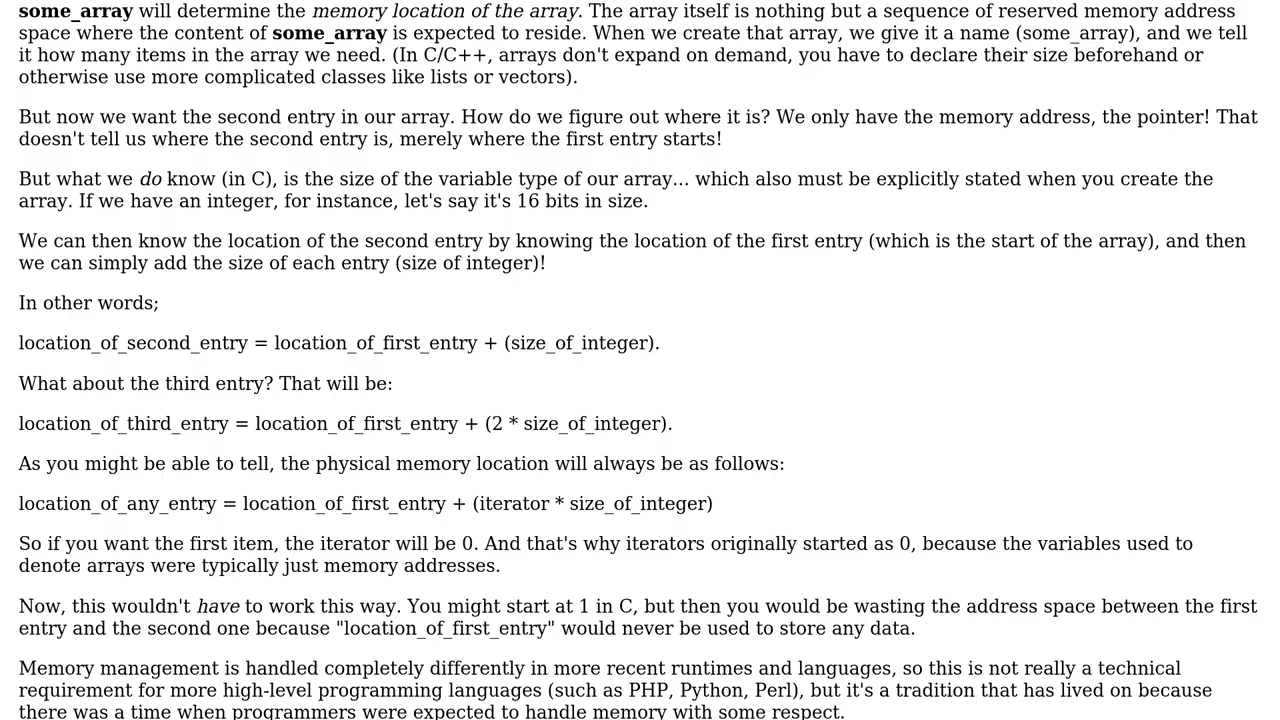 some_array will determine the memory location of the array. The array itself is nothing but a sequence of reserved memory address
space where the content of some_array is expected to reside. When we create that array, we give it a name (some_array), and we tell
it how many items in the array we need. (In C/C++, arrays don't expand on demand, you have to declare their size beforehand or
otherwise use more complicated classes like lists or vectors).
But now we want the second entry in our array. How do we figure out where it is? We only have the memory address, the pointer! That
doesn't tell us where the second entry is, merely where the first entry starts!
But what we do know (in C), is the size of the variable type of our array... which also must be explicitly stated when you create the
array. If we have an integer, for instance, let's say it's 16 bits in size.
We can then know the location of the second entry by knowing the location of the first entry (which is the start of the array), and then
we can simply add the size of each entry (size of integer)!
In other words;
location_of_second_entry = location_of_first_entry + (size_of_integer).
What about the third entry? That will be:
location_of_third_entry = location_of_first_entry + (2 * size_of_integer).
As you might be able to tell, the physical memory location will always be as follows:
location_of_any_entry = location_of_first_entry + (iterator * size_of_integer)
So if you want the first item, the iterator will be 0. And that's why iterators originally started as 0, because the variables used to
denote arrays were typically just memory addresses.
Now, this wouldn't have to work this way. You might start at 1 in C, but then you would be wasting the address space between the first
entry and the second one because "location_of_first_entry" would never be used to store any data.
Memory management is handled completely differently in more recent runtimes and languages, so this is not really a technical
requirement for more high-level programming languages (such as PHP, Python, Perl), but it's a tradition that has lived on because
there was a time when programmers were expected to handle memory with some respect.